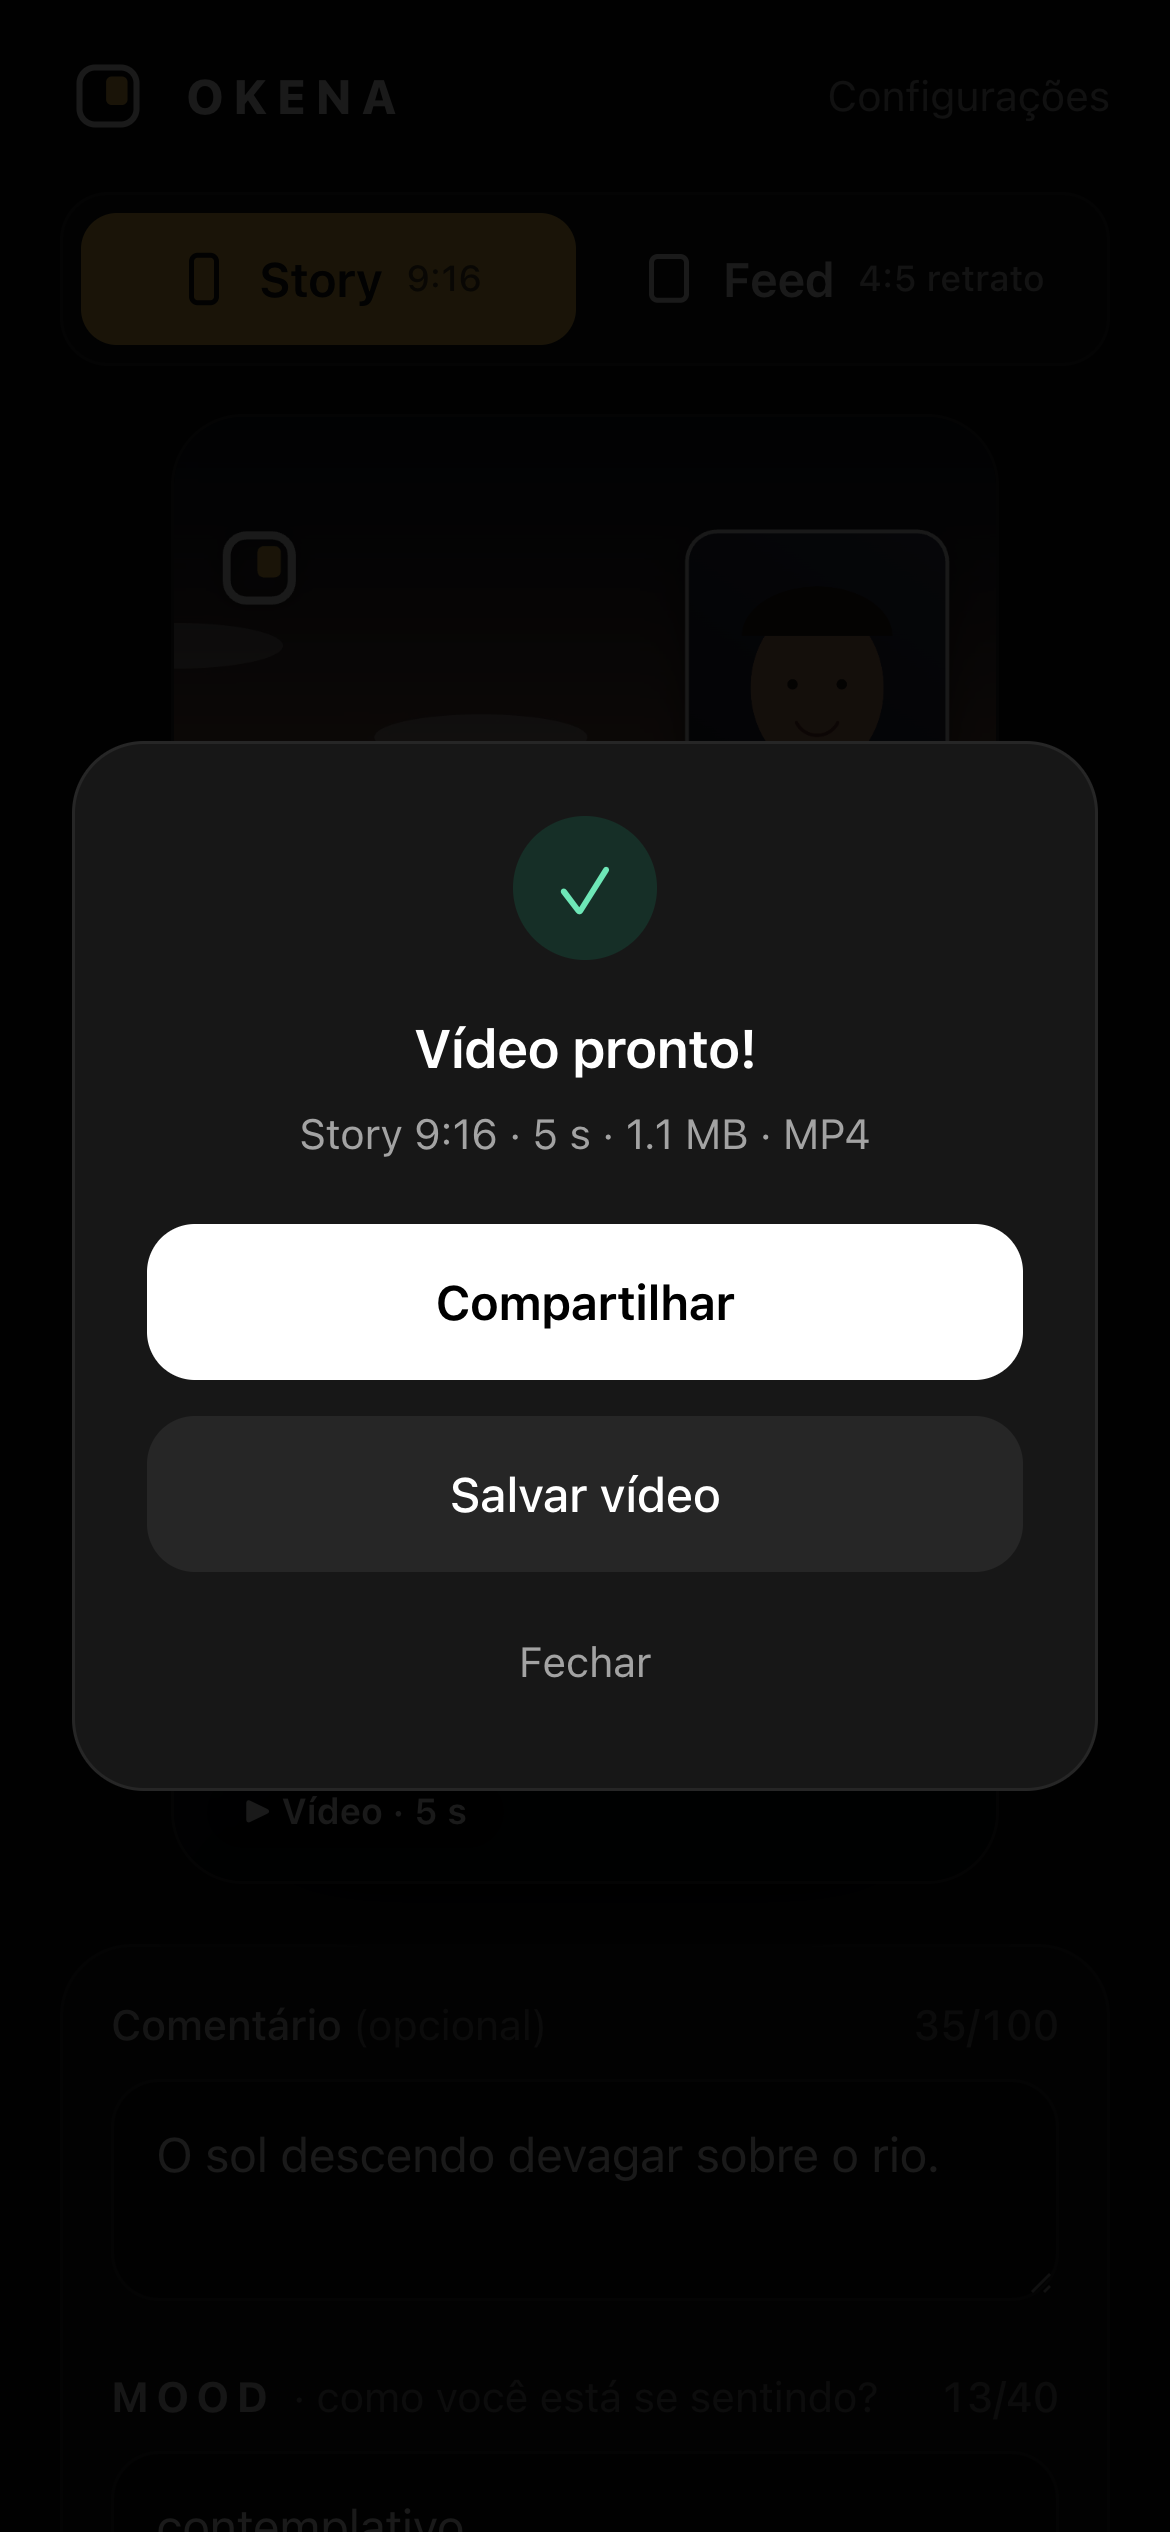 OKENA
Configurações
Story 9:16
Feed 4:5 retrato
Vídeo pronto!
Story 9:16 · 5 s · 1.1 MB · MP4
Compartilhar
Salvar vídeo
Fechar
Vídeo · 5 s
Comentário (opcional) 35/100
O sol descendo devagar sobre o rio.
MOOD · como você está se sentindo? 13/40
contemplativo